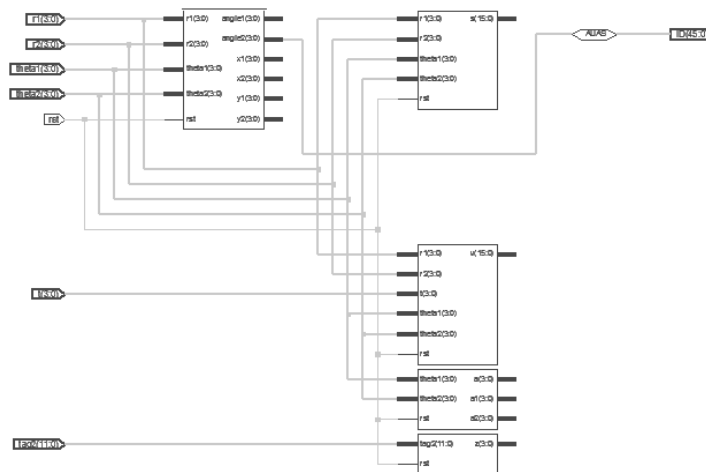 r1(3:0)
r2(3:0)
theta1(3:0)
theta2(3:0)
rst
t(3:0)
tag2(11:0)
r1(3:0) angle1(3:0)
r2(3:0) angle2(3:0)
x1(3:0)
theta1(3:0)
x2(3:0)
theta2(3:0)
y1(3:0)
rst y2(3:0)
r1(3:0) s(15:0)
r2(3:0)
theta1(3:0)
theta2(3:0)
rst
ALIAS
r1(3:0) u(15:0)
r2(3:0)
t(3:0)
theta1(3:0)
theta2(3:0)
rst
theta1(3:0) a(3:0)
theta2(3:0) a1(3:0)
rst a2(3:0)
tag2(11:0) z(3:0)
rst